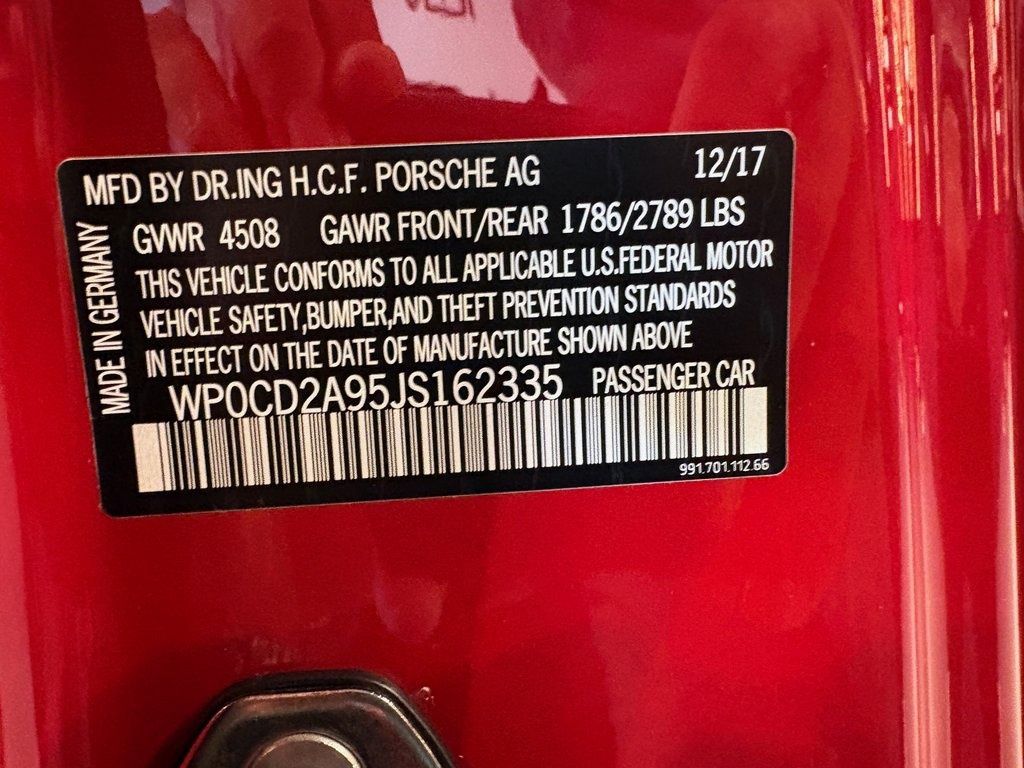 MFD BY DR.ING H.C.F. PORSCHE AG 12/17
GVWR 4508 GAWR FRONT/REAR 1786/2789 LBS
THIS VEHICLE CONFORMS TO ALL APPLICABLE U.S.FEDERAL MOTOR
VEHICLE SAFETY,BUMPER,AND THEFT PREVENTION STANDARDS
IN EFFECT ON THE DATE OF MANUFACTURE SHOWN ABOVE
WP0CD2A95JS162335 PASSENGER CAR
991.701.112.66
MADE IN GERMANY